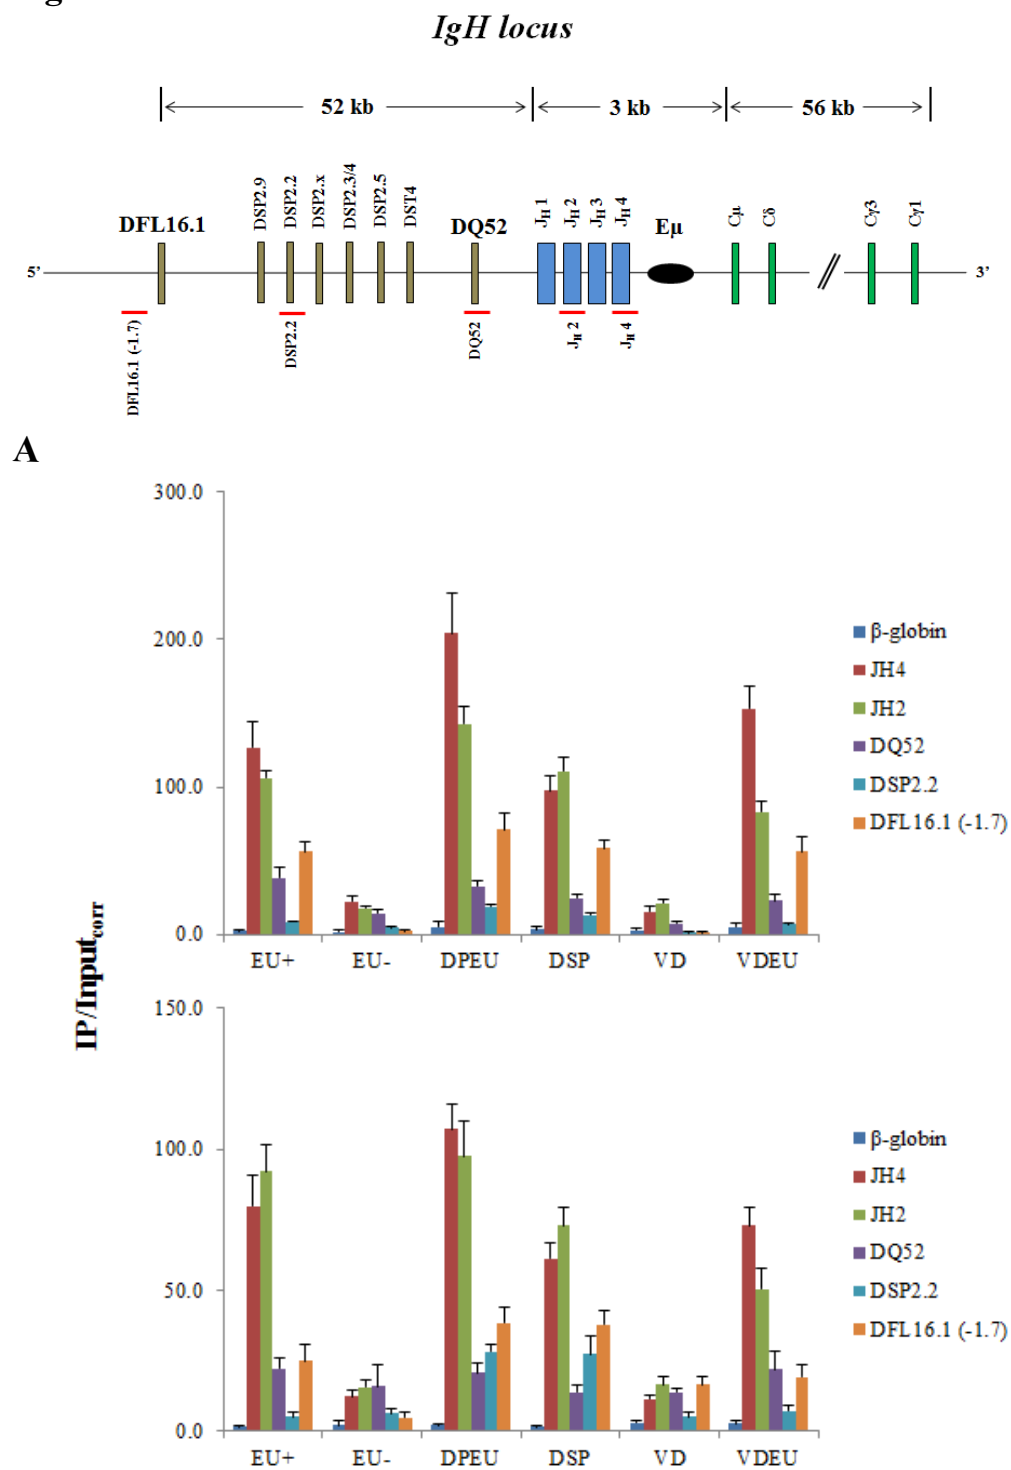 IgH locus
52 kb
3 kb
56 kb
DFL16.1
DSP2.9
DSP2.2
DSP2.x
DSP2.3/4
DSP2.5
DST4
DQ52
JH 1
JH 2
JH 3
JH 4
Eμ
Cμ
Cδ
Cγ3
Cγ1
5’
3’
DFL16.1 (-1.7)
DSP2.2
DQ52
JH 2
JH 4
A
IP/Inputcorr
300.0
200.0
100.0
0.0
EU+
EU-
DPEU
DSP
VD
VDEU
β-globin
JH4
JH2
DQ52
DSP2.2
DFL16.1 (-1.7)
150.0
100.0
50.0
0.0
EU+
EU-
DPEU
DSP
VD
VDEU
β-globin
JH4
JH2
DQ52
DSP2.2
DFL16.1 (-1.7)